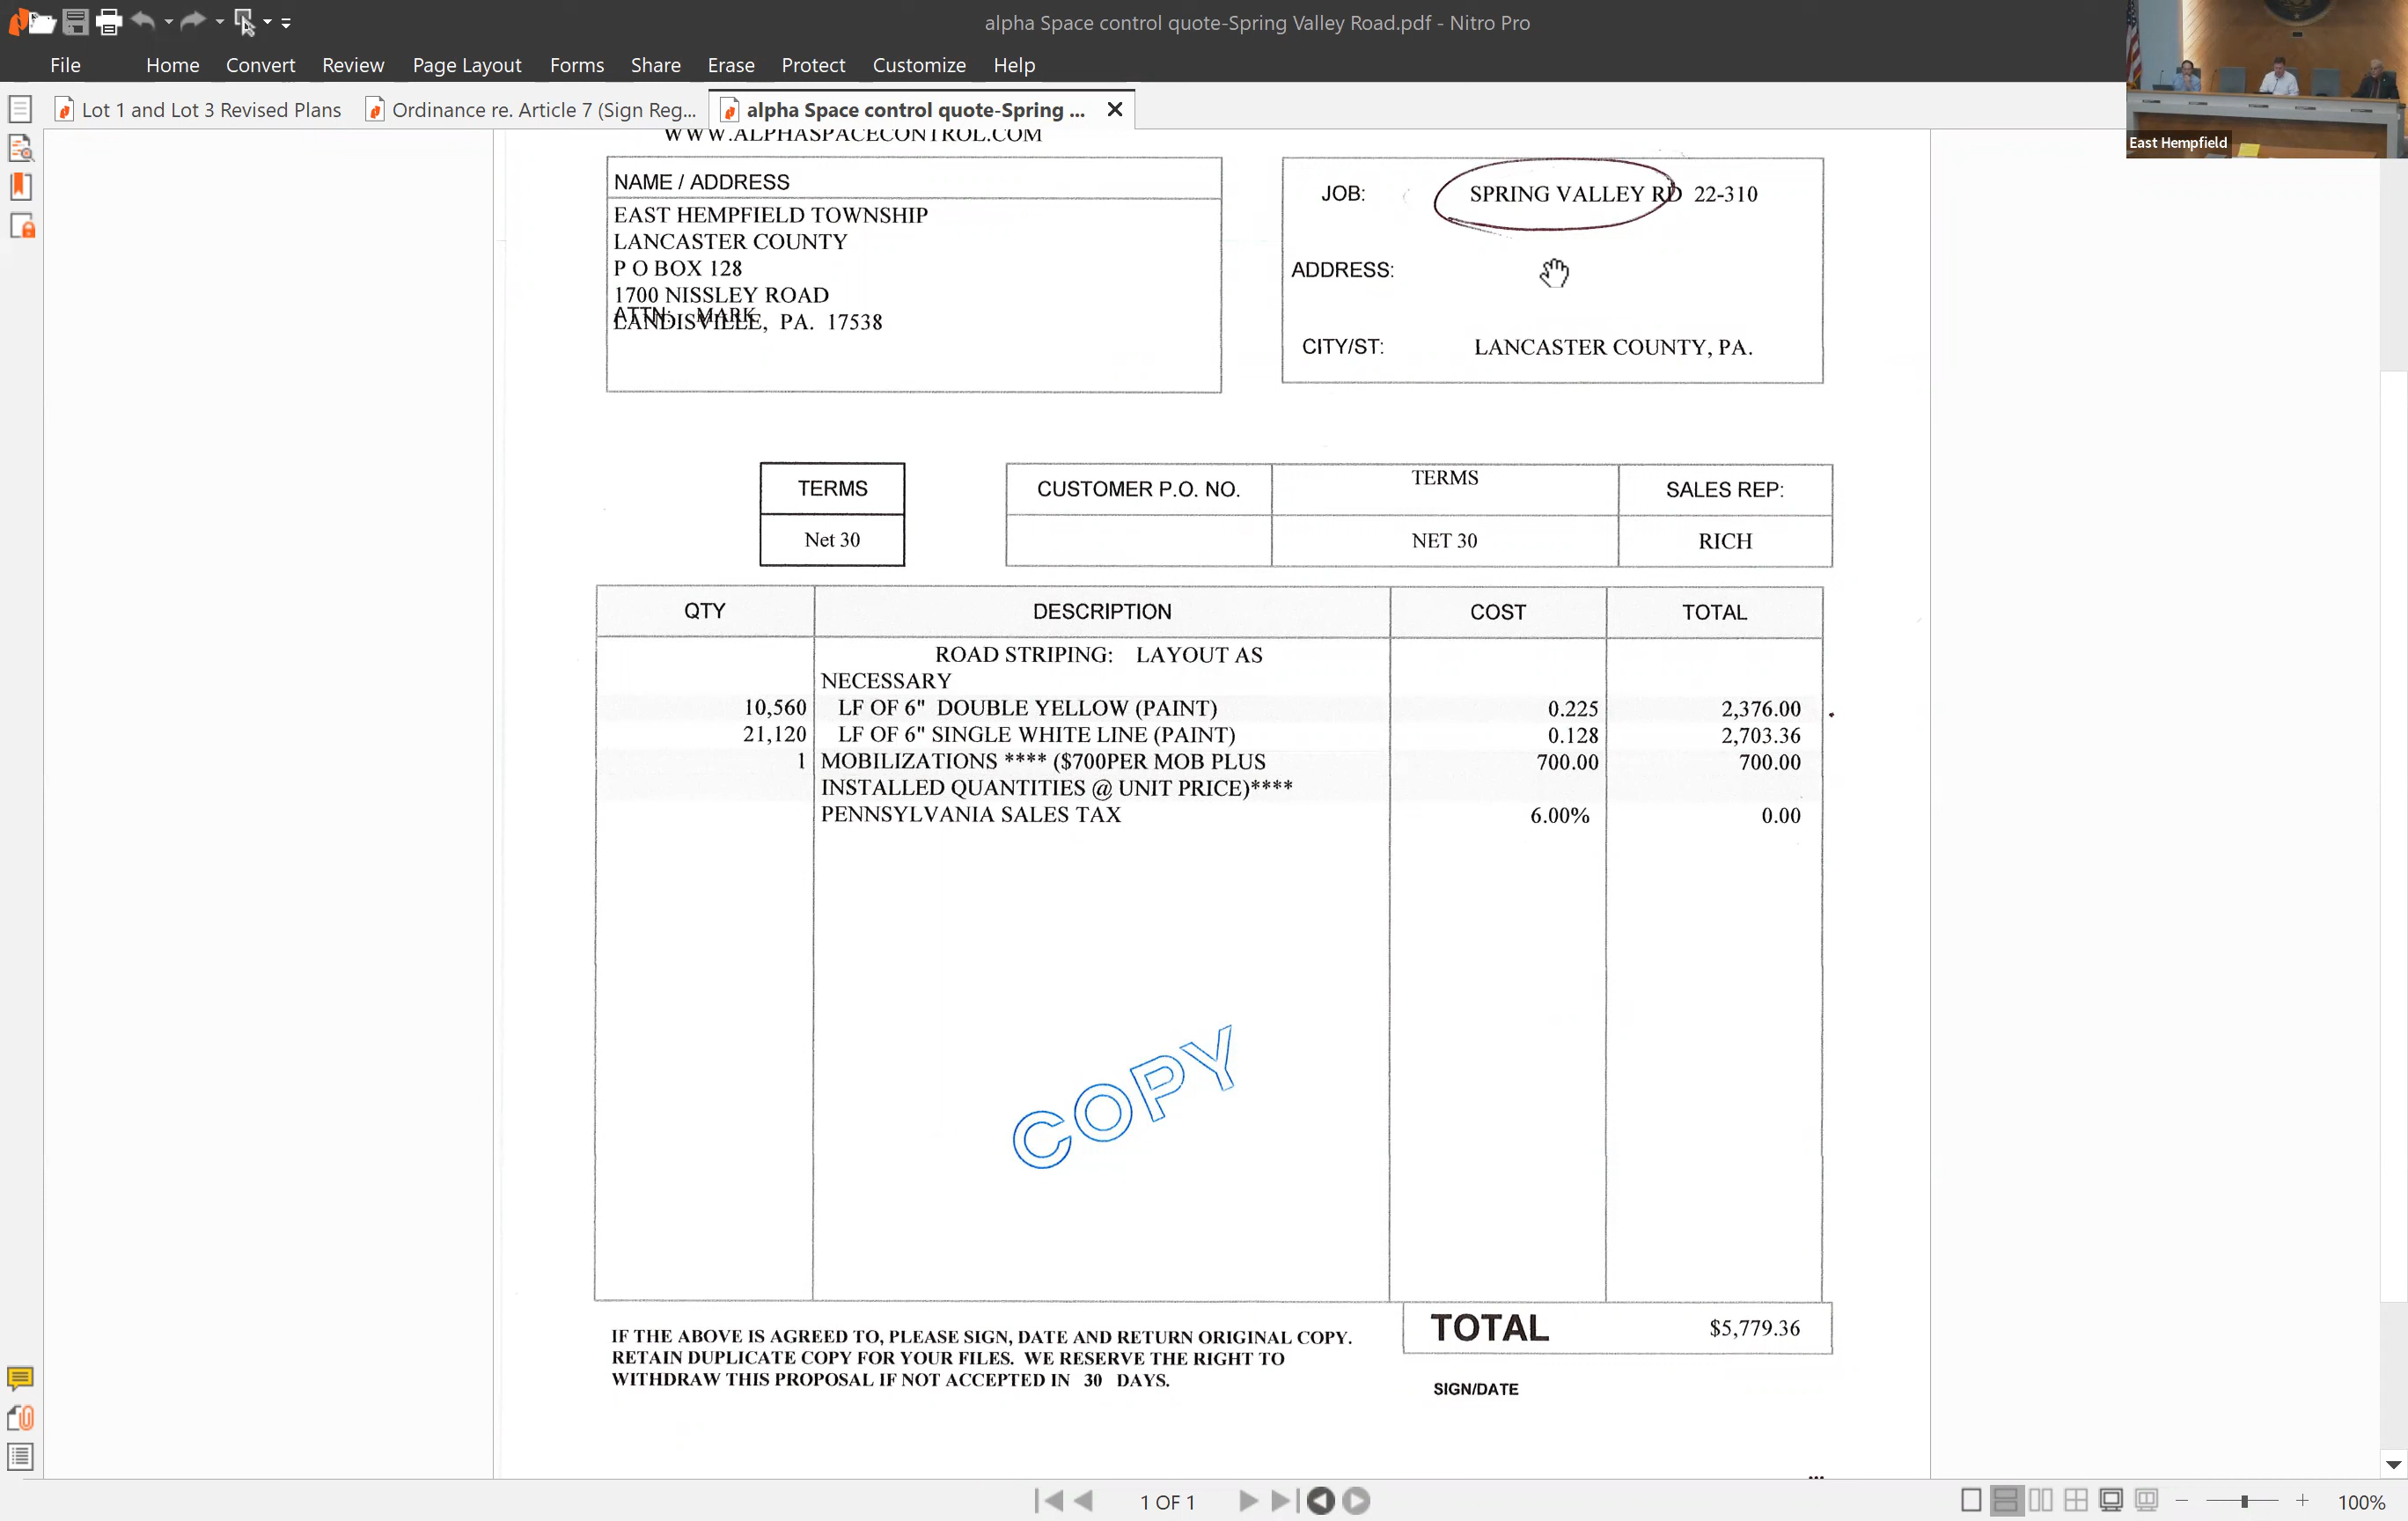 alpha Space control quote-Spring Valley Road.pdf - Nitro Pro
File Home Convert Review Page Layout Forms Share Erase Protect Customize Help
Lot 1 and Lot 3 Revised Plans
Ordinance re. Article 7 (Sign Reg...
alpha Space control quote-Spring ...
East Hempfield
WWW.ALPHASPACECONTROL.COM
NAME / ADDRESS
EAST HEMPFIELD TOWNSHIP
LANCASTER COUNTY
P O BOX 128
1700 NISSLEY ROAD
ATTN: MARK
LANDISVILLE, PA. 17538
JOB: SPRING VALLEY RD 22-310
ADDRESS:
CITY/ST: LANCASTER COUNTY, PA.
TERMS
Net 30
CUSTOMER P.O. NO. TERMS SALES REP:
NET 30 RICH
QTY DESCRIPTION COST TOTAL
ROAD STRIPING: LAYOUT AS
NECESSARY
10,560 LF OF 6" DOUBLE YELLOW (PAINT) 0.225 2,376.00
21,120 LF OF 6" SINGLE WHITE LINE (PAINT) 0.128 2,703.36
1 MOBILIZATIONS **** ($700PER MOB PLUS 700.00 700.00
INSTALLED QUANTITIES @ UNIT PRICE)****
PENNSYLVANIA SALES TAX 6.00% 0.00
COPY
TOTAL $5,779.36
IF THE ABOVE IS AGREED TO, PLEASE SIGN, DATE AND RETURN ORIGINAL COPY.
RETAIN DUPLICATE COPY FOR YOUR FILES. WE RESERVE THE RIGHT TO
WITHDRAW THIS PROPOSAL IF NOT ACCEPTED IN 30 DAYS.
SIGN/DATE
1 OF 1
100%